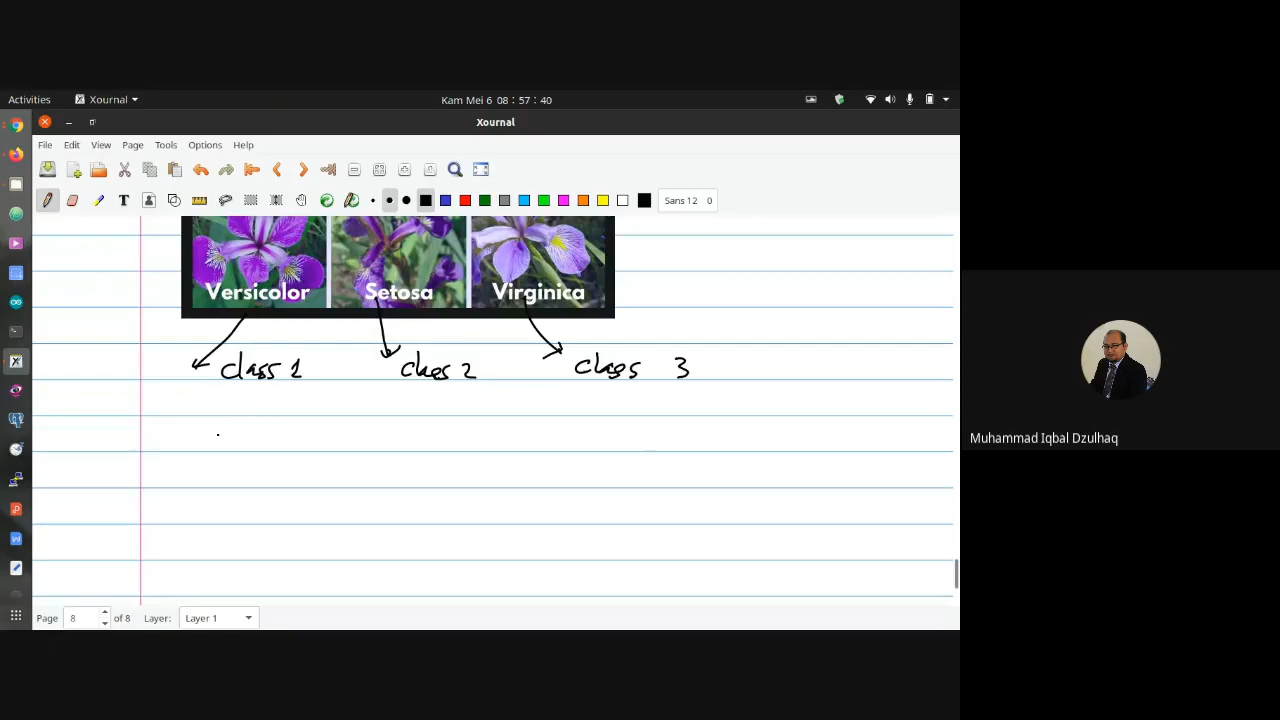 Activities Xournal Kam Mei 6 08 : 57 : 40
Xournal
File Edit View Page Tools Options Help
Sans 12 0
Versicolor Setosa Virginica
class 1 class 2 class 3
Muhammad Iqbal Dzulhaq
Page 8 of 8 Layer: Layer 1